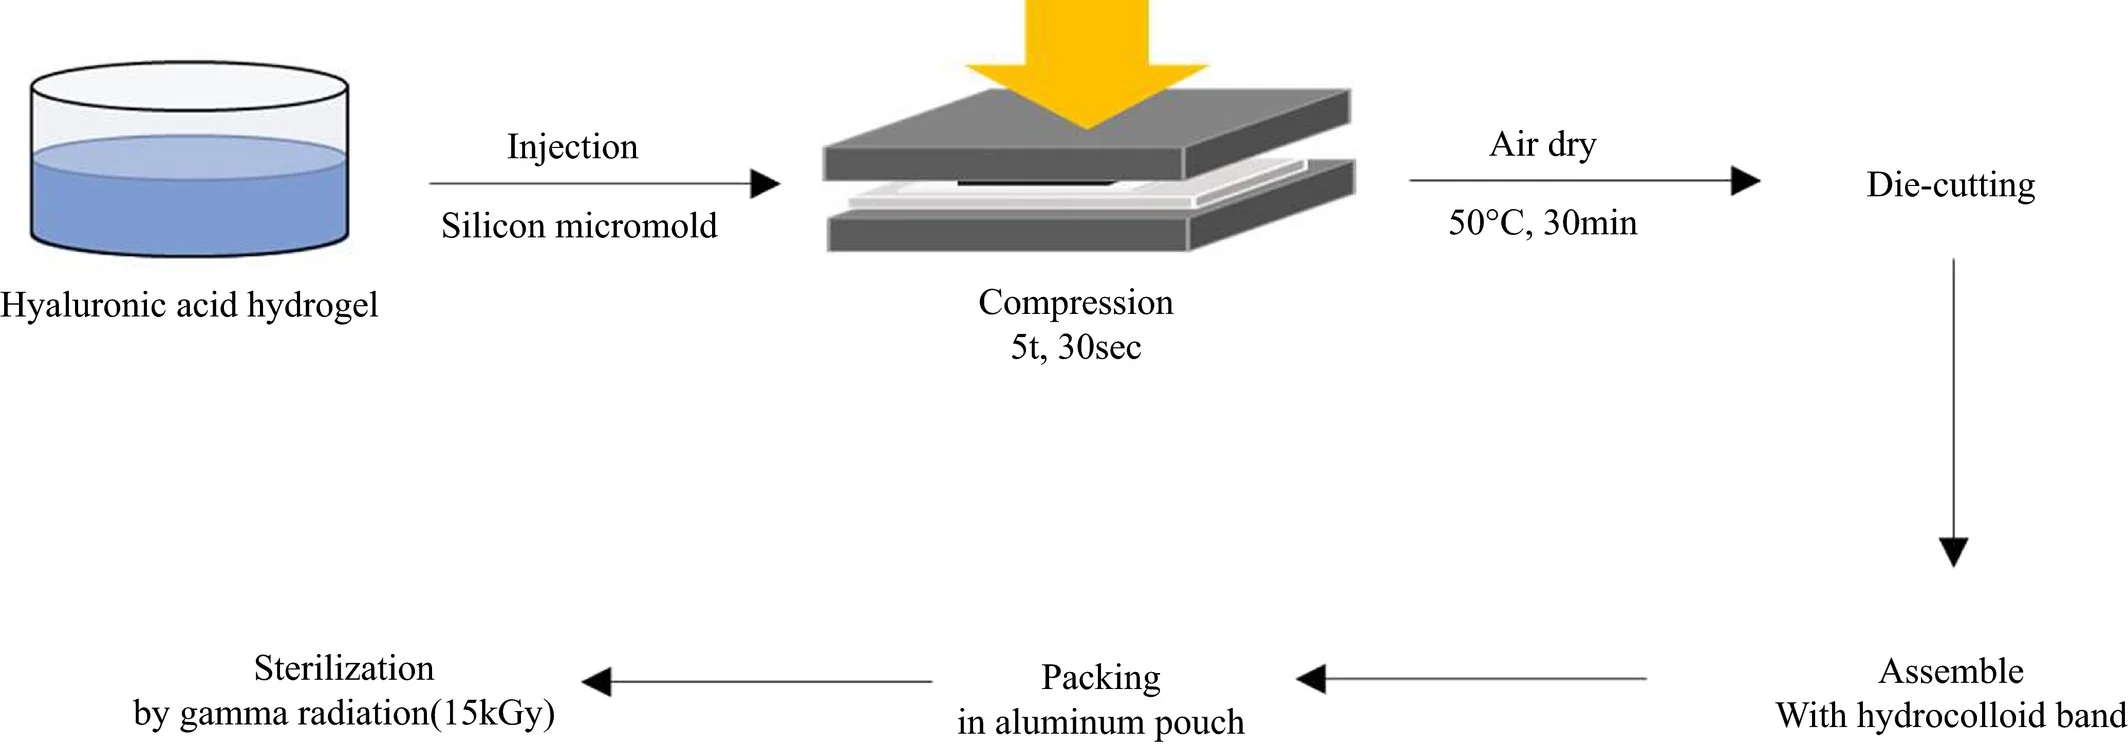 Hyaluronic acid hydrogel
Injection
Silicon micromold
Compression
5t, 30sec
Air dry
50°C, 30min
Die-cutting
Assemble
With hydrocolloid band
Packing
in aluminum pouch
Sterilization
by gamma radiation(15kGy)